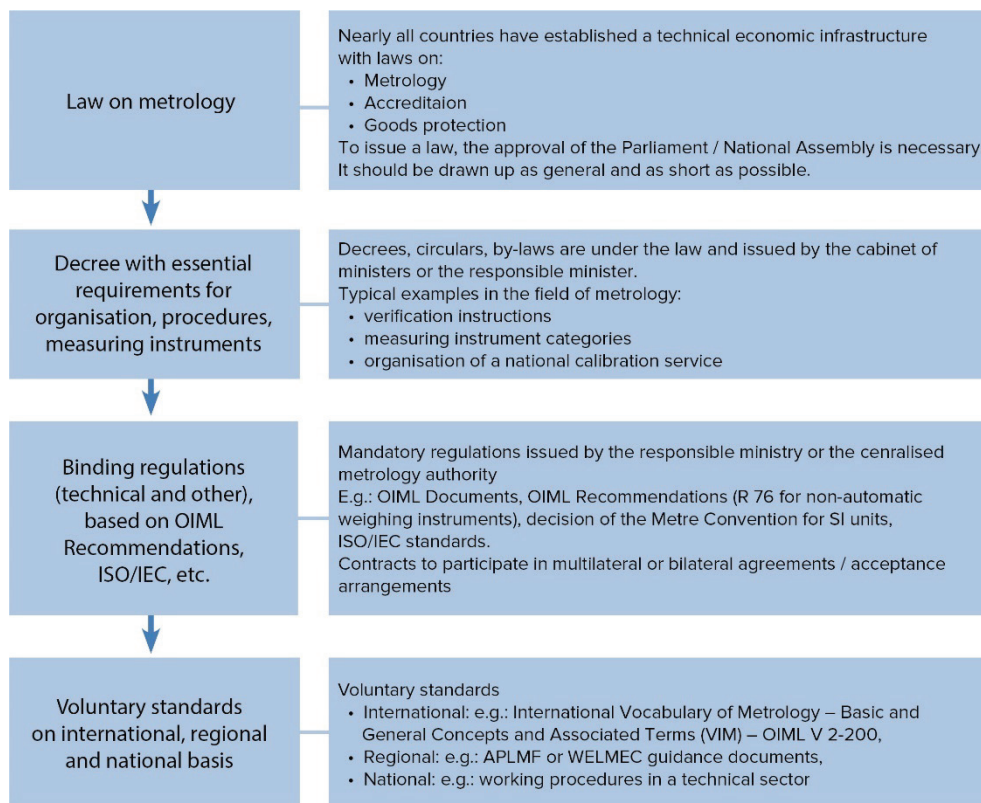 Law on metrology
Nearly all countries have established a technical economic infrastructure
with laws on:
• Metrology
• Accreditaion
• Goods protection
To issue a law, the approval of the Parliament / National Assembly is necessary.
It should be drawn up as general and as short as possible.
Decree with essential
requirements for
organisation, procedures,
measuring instruments
Decrees, circulars, by-laws are under the law and issued by the cabinet of
ministers or the responsible minister.
Typical examples in the field of metrology:
• verification instructions
• measuring instrument categories
• organisation of a national calibration service
Binding regulations
(technical and other),
based on OIML
Recommendations,
ISO/IEC, etc.
Mandatory regulations issued by the responsible ministry or the cenralised
metrology authority
E.g.: OIML Documents, OIML Recommendations (R 76 for non-automatic
weighing instruments), decision of the Metre Convention for SI units,
ISO/IEC standards.
Contracts to participate in multilateral or bilateral agreements / acceptance
arrangements
Voluntary standards
on international, regional
and national basis
Voluntary standards
• International: e.g.: International Vocabulary of Metrology – Basic and
General Concepts and Associated Terms (VIM) – OIML V 2-200,
• Regional: e.g.: APLMF or WELMEC guidance documents,
• National: e.g.: working procedures in a technical sector